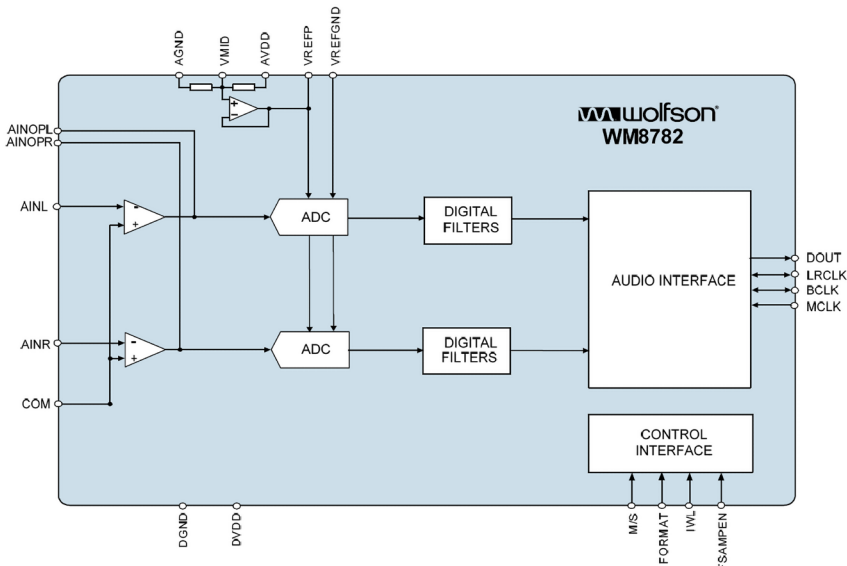 AGND
VMID
AVDD
VREFP
VREFGND
wolfson
WM8782
AINOPL
AINOPR
AINL
ADC
DIGITAL
FILTERS
AUDIO INTERFACE
DOUT
LRCLK
BCLK
MCLK
AINR
ADC
DIGITAL
FILTERS
COM
CONTROL
INTERFACE
DGND
DVDD
M/S
FORMAT
IWL